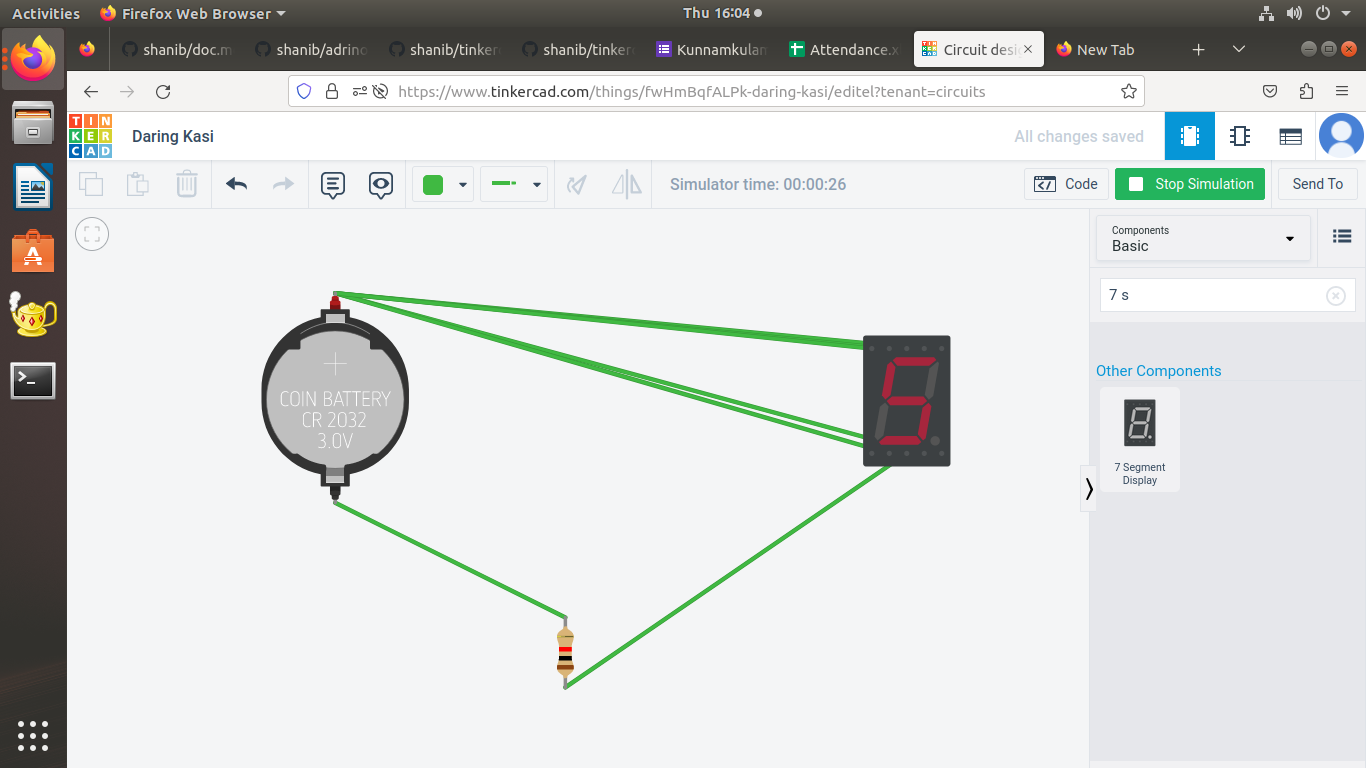 Activities Firefox Web Browser Thu 16:04
shanib/doc.m shanib/adrino shanib/tinker shanib/tinker Kunnamkulan Attendance.x Circuit desi New Tab
https://www.tinkercad.com/things/fwHmBqfALPk-daring-kasi/editel?tenant=circuits
TIN
KER
CAD
Daring Kasi
All changes saved
Simulator time: 00:00:26
Code
Stop Simulation
Send To
Components
Basic
7 s
Other Components
7 Segment
Display
COIN BATTERY
CR 2032
3.0V
5